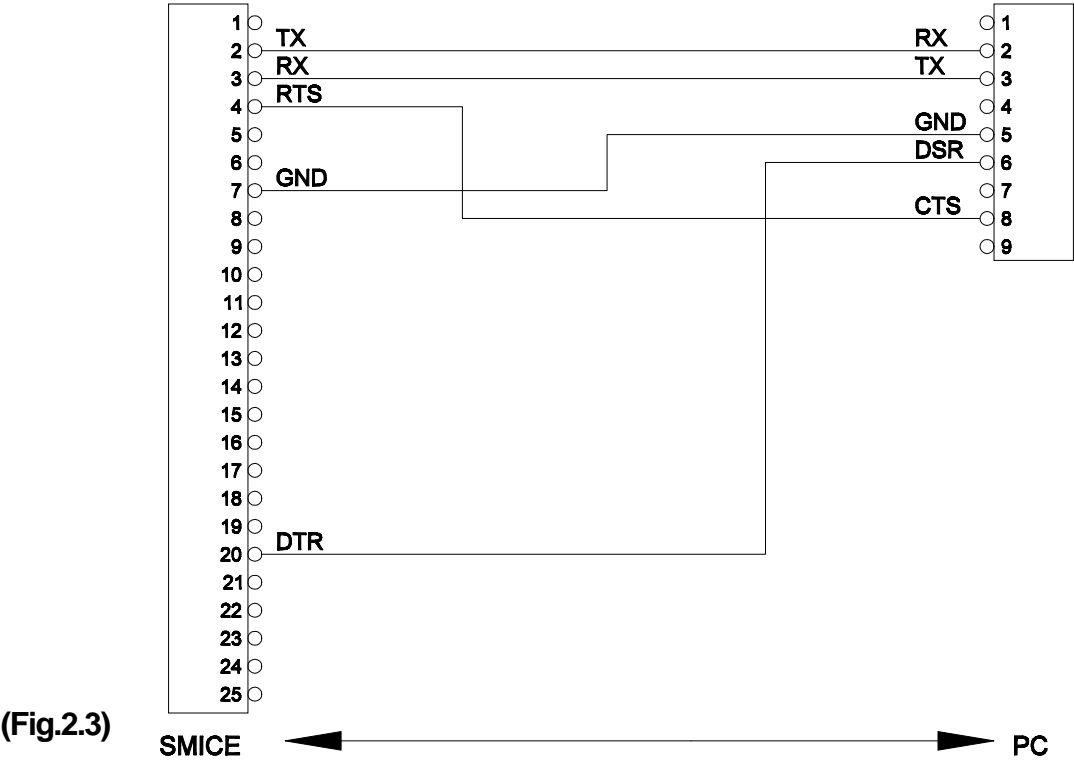 1 1
TX RX
2 2
RX TX
3 3
RTS
4 4
GND
5 5
DSR
6 6
GND
7 7
CTS
8 8
9 9
10
11
12
13
14
15
16
17
18
19
DTR
20
21
22
23
24
25
(Fig.2.3)
SMICE PC